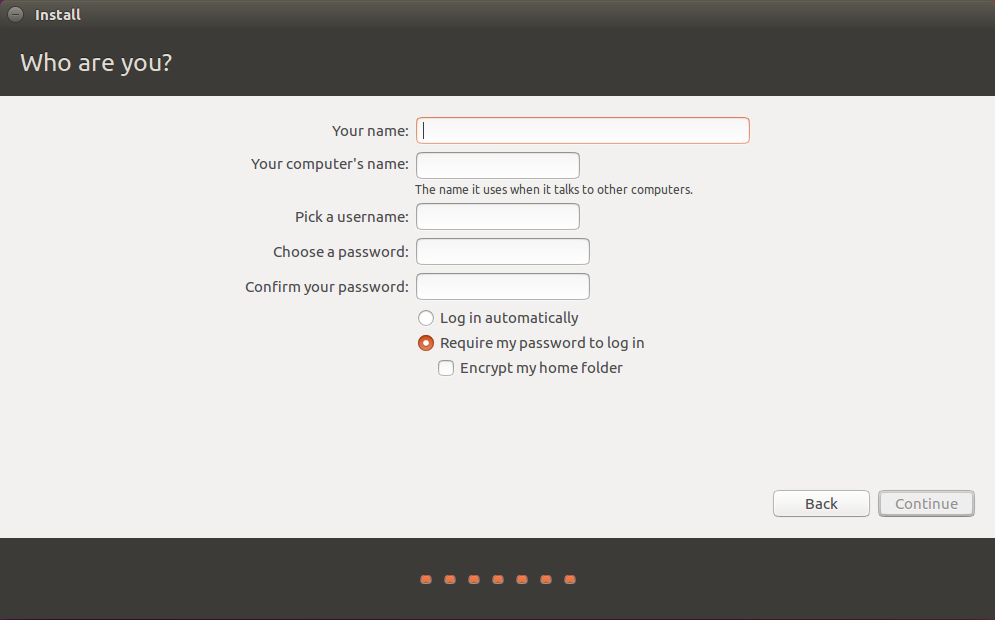 Install
Who are you?
Your name:
Your computer's name:
The name it uses when it talks to other computers.
Pick a username:
Choose a password:
Confirm your password:
Log in automatically
Require my password to log in
Encrypt my home folder
Back Continue